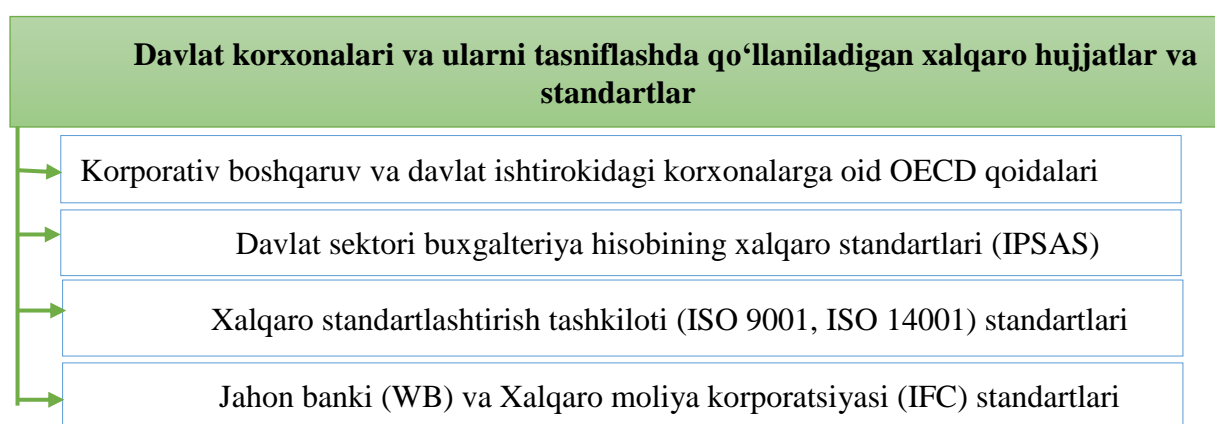 Davlat korxonalari va ularni tasniflashda qo‘llaniladigan xalqaro hujjatlar va
standartlar
Korporativ boshqaruv va davlat ishtirokidagi korxonalarga oid OECD qoidalari
Davlat sektori buxgalteriya hisobining xalqaro standartlari (IPSAS)
Xalqaro standartlashtirish tashkiloti (ISO 9001, ISO 14001) standartlari
Jahon banki (WB) va Xalqaro moliya korporatsiyasi (IFC) standartlari